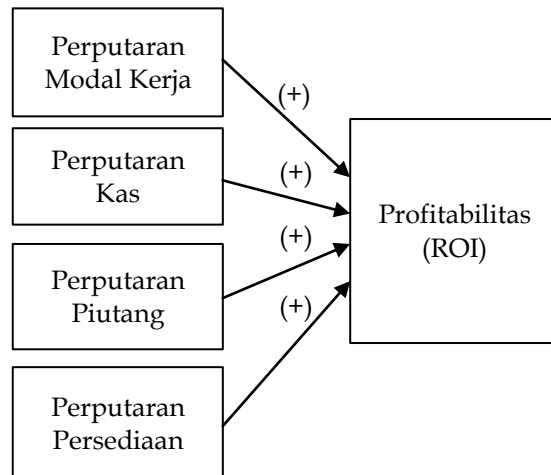 Perputaran
Modal Kerja
(+)
Perputaran
Kas
(+)
Profitabilitas
(ROI)
Perputaran
Piutang
(+)
Perputaran
Persediaan
(+)